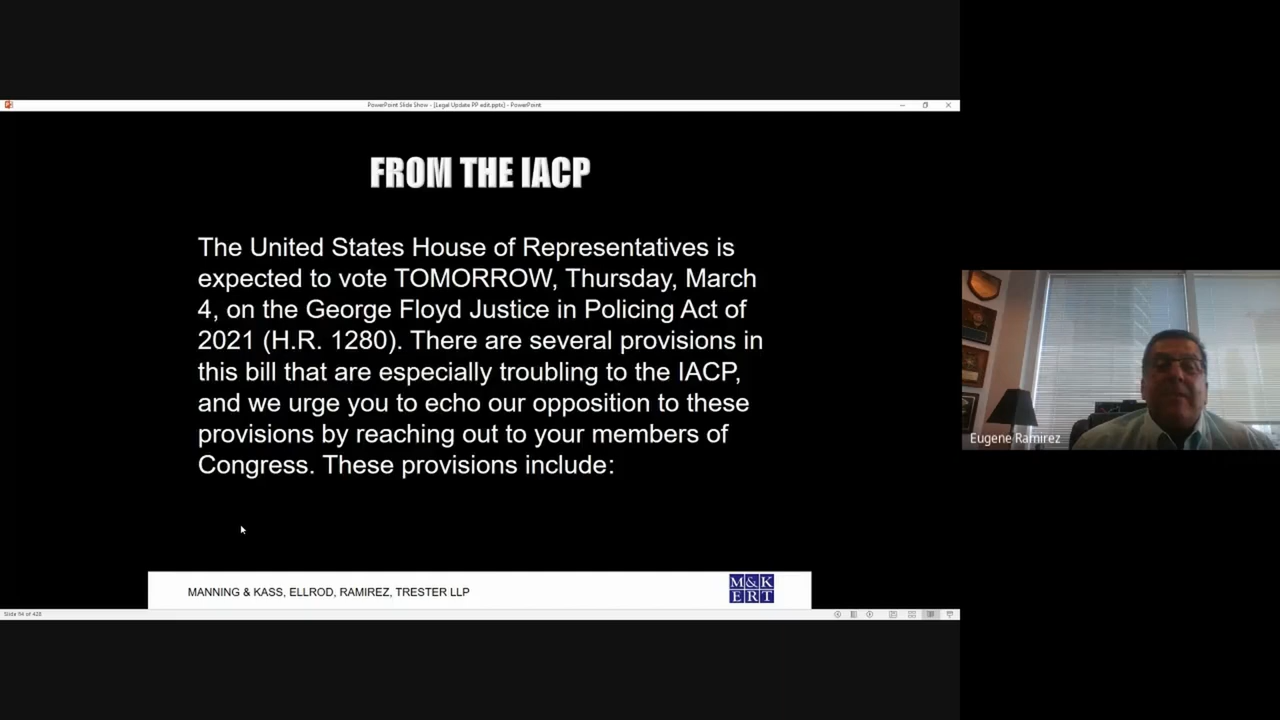 PowerPoint Slide Show - [Legal Update PP edit.pptx] - PowerPoint
FROM THE IACP
The United States House of Representatives is
expected to vote TOMORROW, Thursday, March
4, on the George Floyd Justice in Policing Act of
2021 (H.R. 1280). There are several provisions in
this bill that are especially troubling to the IACP,
and we urge you to echo our opposition to these
provisions by reaching out to your members of
Congress. These provisions include:
Eugene Ramirez
MANNING & KASS, ELLROD, RAMIREZ, TRESTER LLP
M&K
ERT